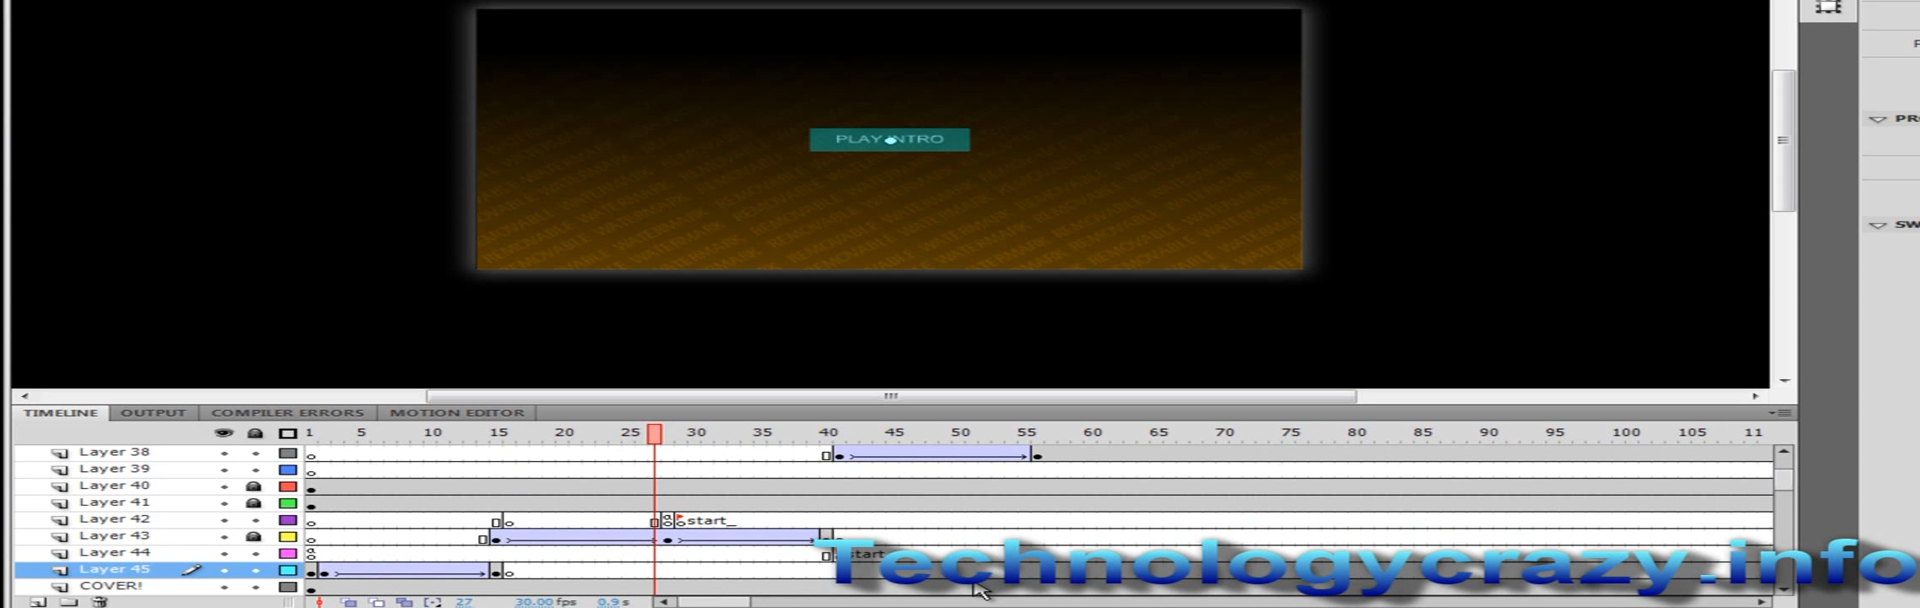 PLAY INTRO
PR
SW
TIMELINE OUTPUT COMPILER ERRORS MOTION EDITOR
1 5 10 15 20 25 30 35 40 45 50 55 60 65 70 75 80 85 90 95 100 105 11
Layer 38
Layer 39
Layer 40
Layer 41
Layer 42 start_
Layer 43
Layer 44 start
Layer 45
COVER!
27 30.00 fps 0.9 s
Technologycrazy.info